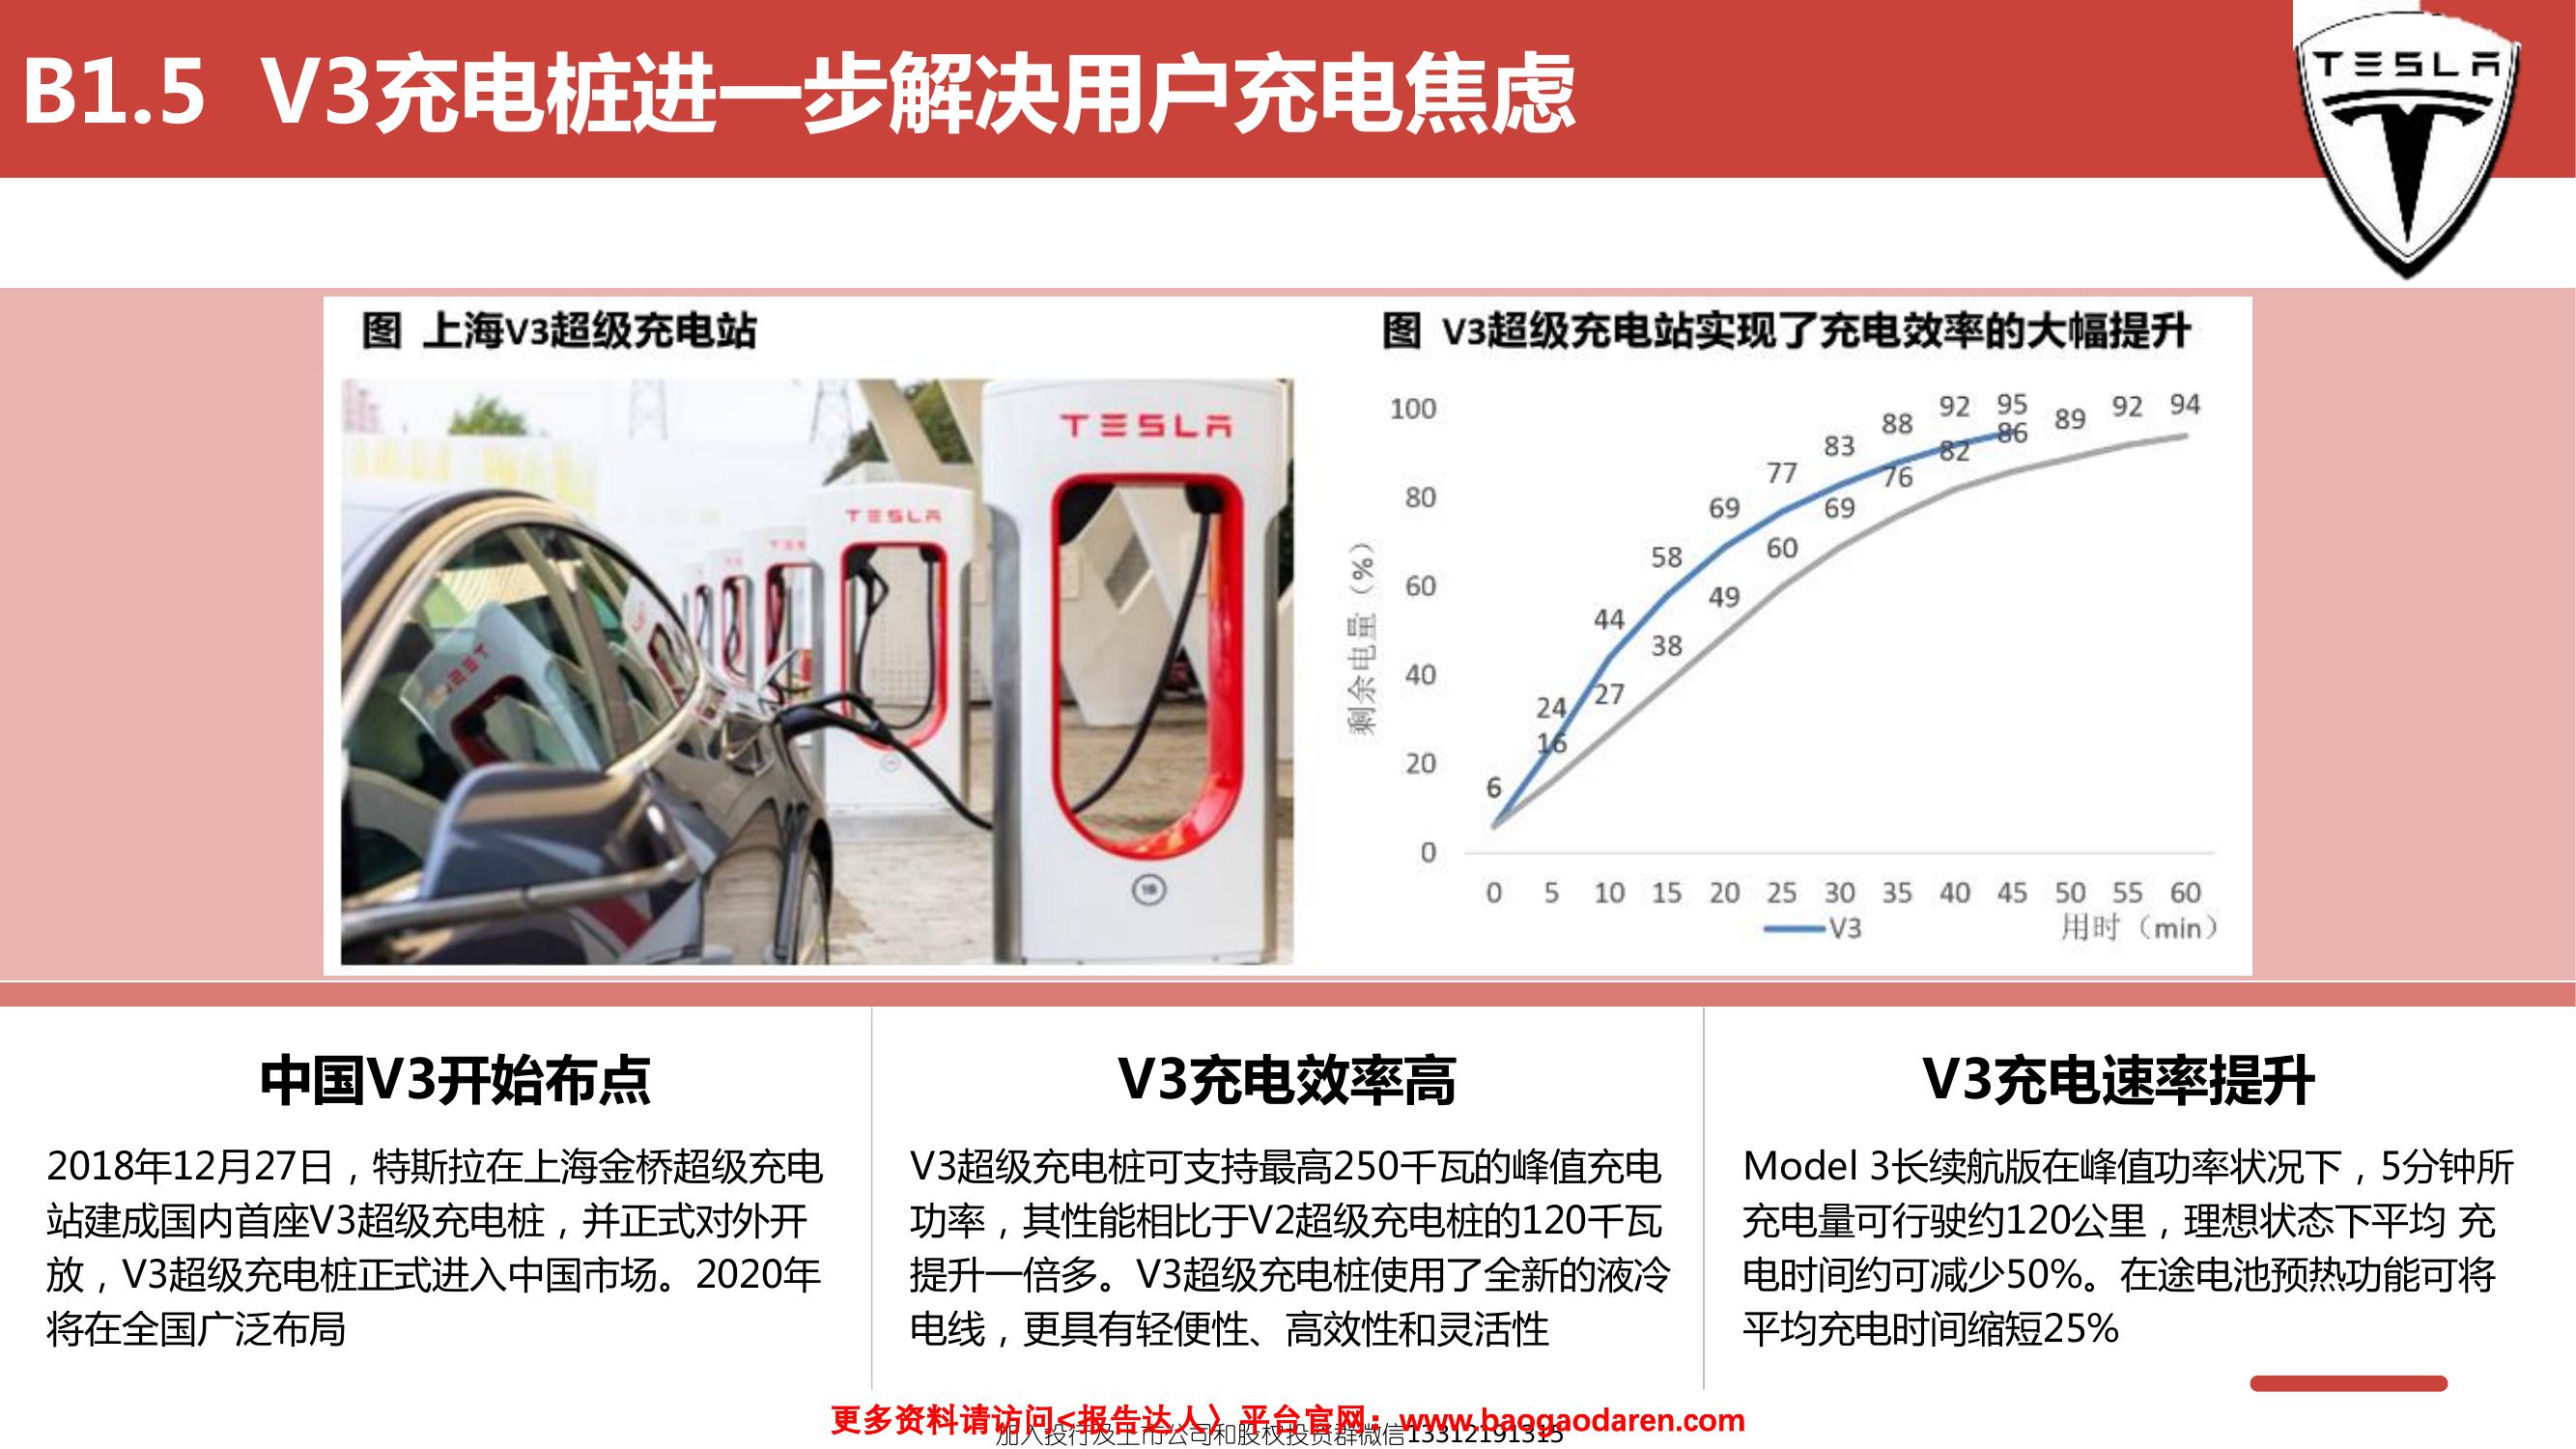 B1.5 V3充电桩进一步解决用户充电焦虑
TESLA
图 上海V3超级充电站
TESLA
TESLA
图 V3超级充电站实现了充电效率的大幅提升
剩余电量（%）
100
80
60
40
20
0
6
24
44
58
69
77
83
88
92
95
16
27
38
49
60
69
76
82
86
89
92
94
0 5 10 15 20 25 30 35 40 45 50 55 60
V3
用时（min）
中国V3开始布点
2018年12月27日，特斯拉在上海金桥超级充电
站建成国内首座V3超级充电桩，并正式对外开
放，V3超级充电桩正式进入中国市场。2020年
将在全国广泛布局
V3充电效率高
V3超级充电桩可支持最高250千瓦的峰值充电
功率，其性能相比于V2超级充电桩的120千瓦
提升一倍多。V3超级充电桩使用了全新的液冷
电线，更具有轻便性、高效性和灵活性
V3充电速率提升
Model 3长续航版在峰值功率状况下，5分钟所
充电量可行驶约120公里，理想状态下平均 充
电时间约可减少50%。在途电池预热功能可将
平均充电时间缩短25%
更多资料请访问<报告达人〉平台官网：www.baogaodaren.com
加入投行及上市公司和股权投资群微信13312191315